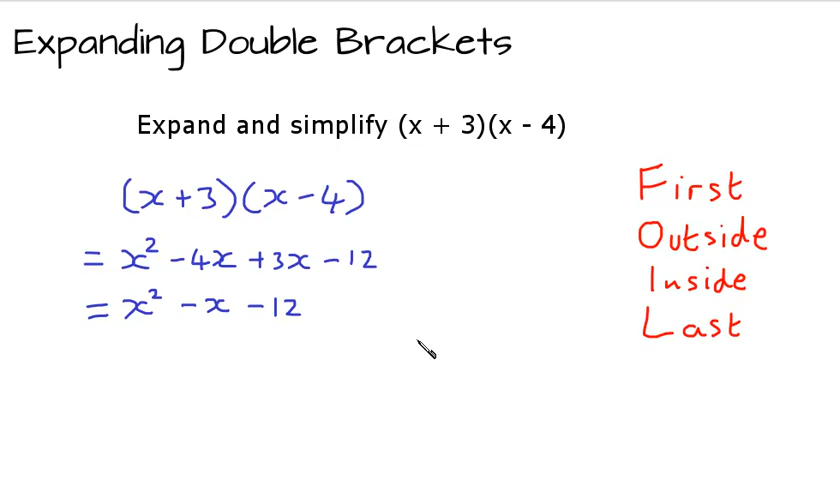 Expanding Double Brackets
Expand and simplify (x + 3)(x - 4)
(x + 3)(x - 4)
= x² - 4x + 3x - 12
= x² - x - 12
First
Outside
Inside
Last